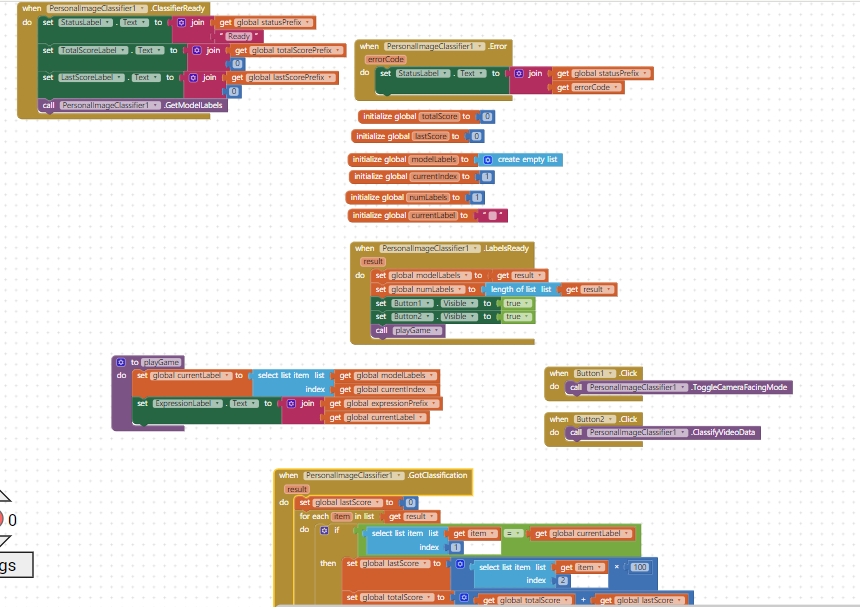 when PersonalImageClassifier1 .ClassifierReady
do set StatusLabel . Text to join get global statusPrefix
" Ready "
set TotalScoreLabel . Text to join get global totalScorePrefix
0
set LastScoreLabel . Text to join get global lastScorePrefix
0
call PersonalImageClassifier1 .GetModelLabels
when PersonalImageClassifier1 .Error
errorCode
do set StatusLabel . Text to join get global statusPrefix
get errorCode
initialize global totalScore to 0
initialize global lastScore to 0
initialize global modelLabels to create empty list
initialize global currentIndex to 1
initialize global numLabels to 1
initialize global currentLabel to " "
when PersonalImageClassifier1 .LabelsReady
result
do set global modelLabels to get result
set global numLabels to length of list list get result
set Button1 . Visible to true
set Button2 . Visible to true
call playGame
to playGame
do set global currentLabel to select list item list get global modelLabels
index get global currentIndex
set ExpressionLabel . Text to join get global expressionPrefix
get global currentLabel
when Button1 .Click
do call PersonalImageClassifier1 .ToggleCameraFacingMode
when Button2 .Click
do call PersonalImageClassifier1 .ClassifyVideoData
when PersonalImageClassifier1 .GotClassification
result
do set global lastScore to 0
for each item in list get result
do if select list item list get item = get global currentLabel
index 1
then set global lastScore to select list item list get item × 100
index 2
set global totalScore to get global totalScore + get global lastScore
0
gs